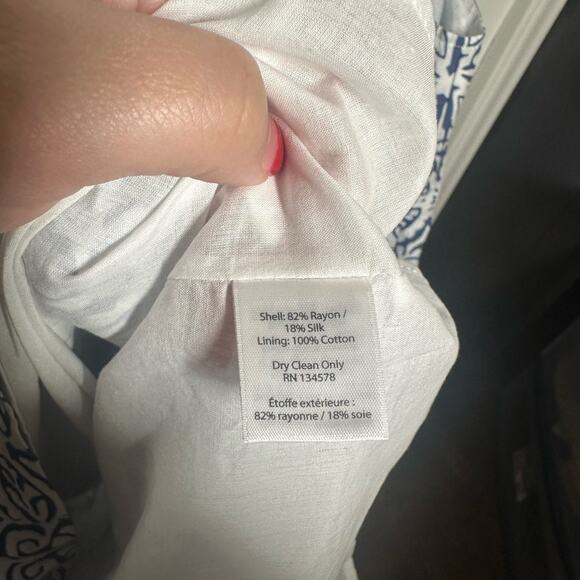 Shell: 82% Rayon /
18% Silk
Lining: 100% Cotton
Dry Clean Only
RN 134578
Étoffe extérieure :
82% rayonne / 18% soie